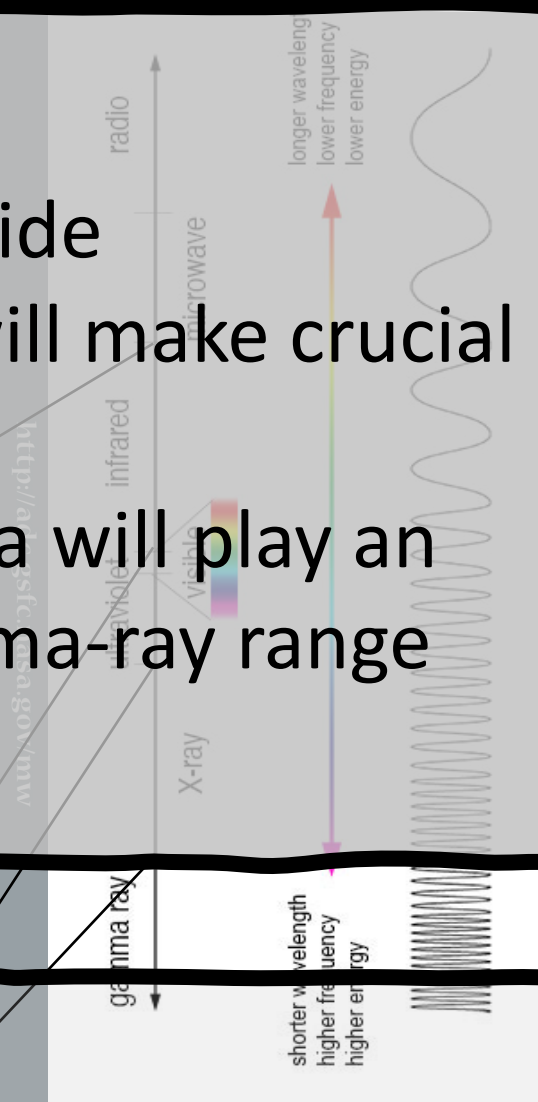 ide
ill make crucial
a will play an
ma-ray range
radio
microwave
infrared
visible
ultraviolet
X-ray
gamma ray
longer wavelength
lower frequency
lower energy
shorter wavelength
higher frequency
higher energy